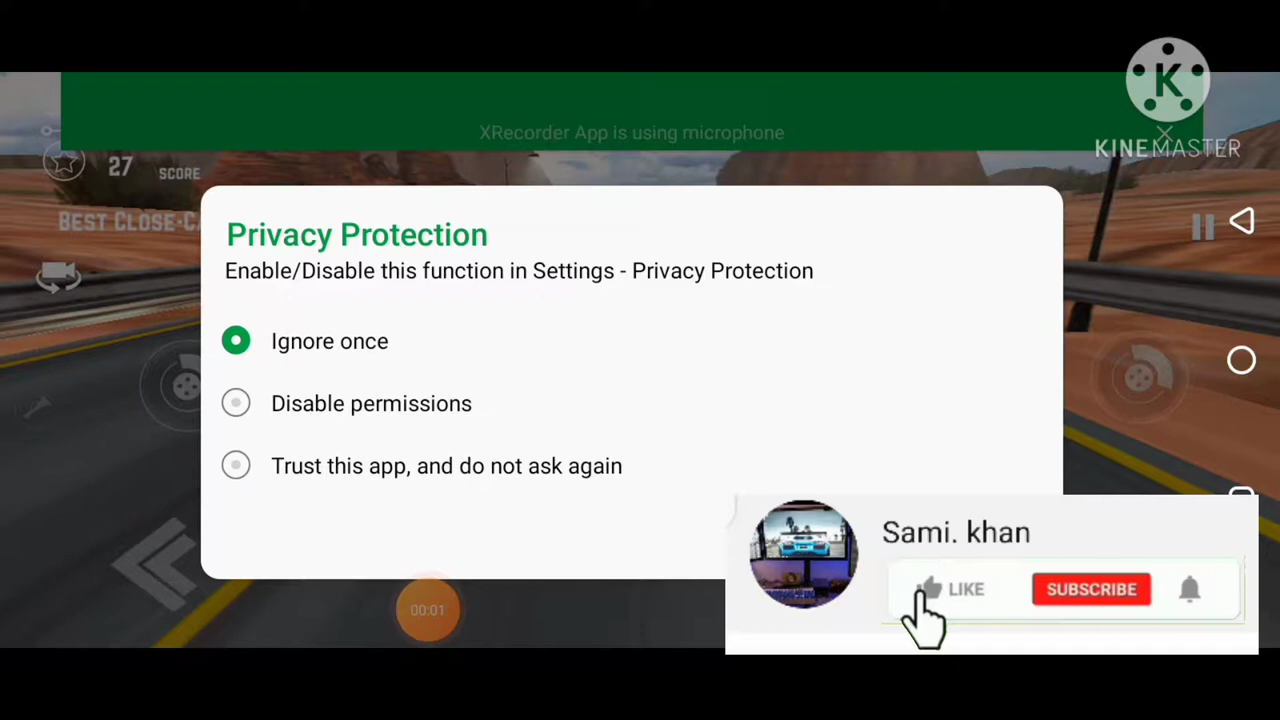 XRecorder App is using microphone
K
KINEMASTER
27 SCORE
BEST CLOSE-CA
Privacy Protection
Enable/Disable this function in Settings - Privacy Protection
Ignore once
Disable permissions
Trust this app, and do not ask again
Sami. khan
LIKE
SUBSCRIBE
00:01